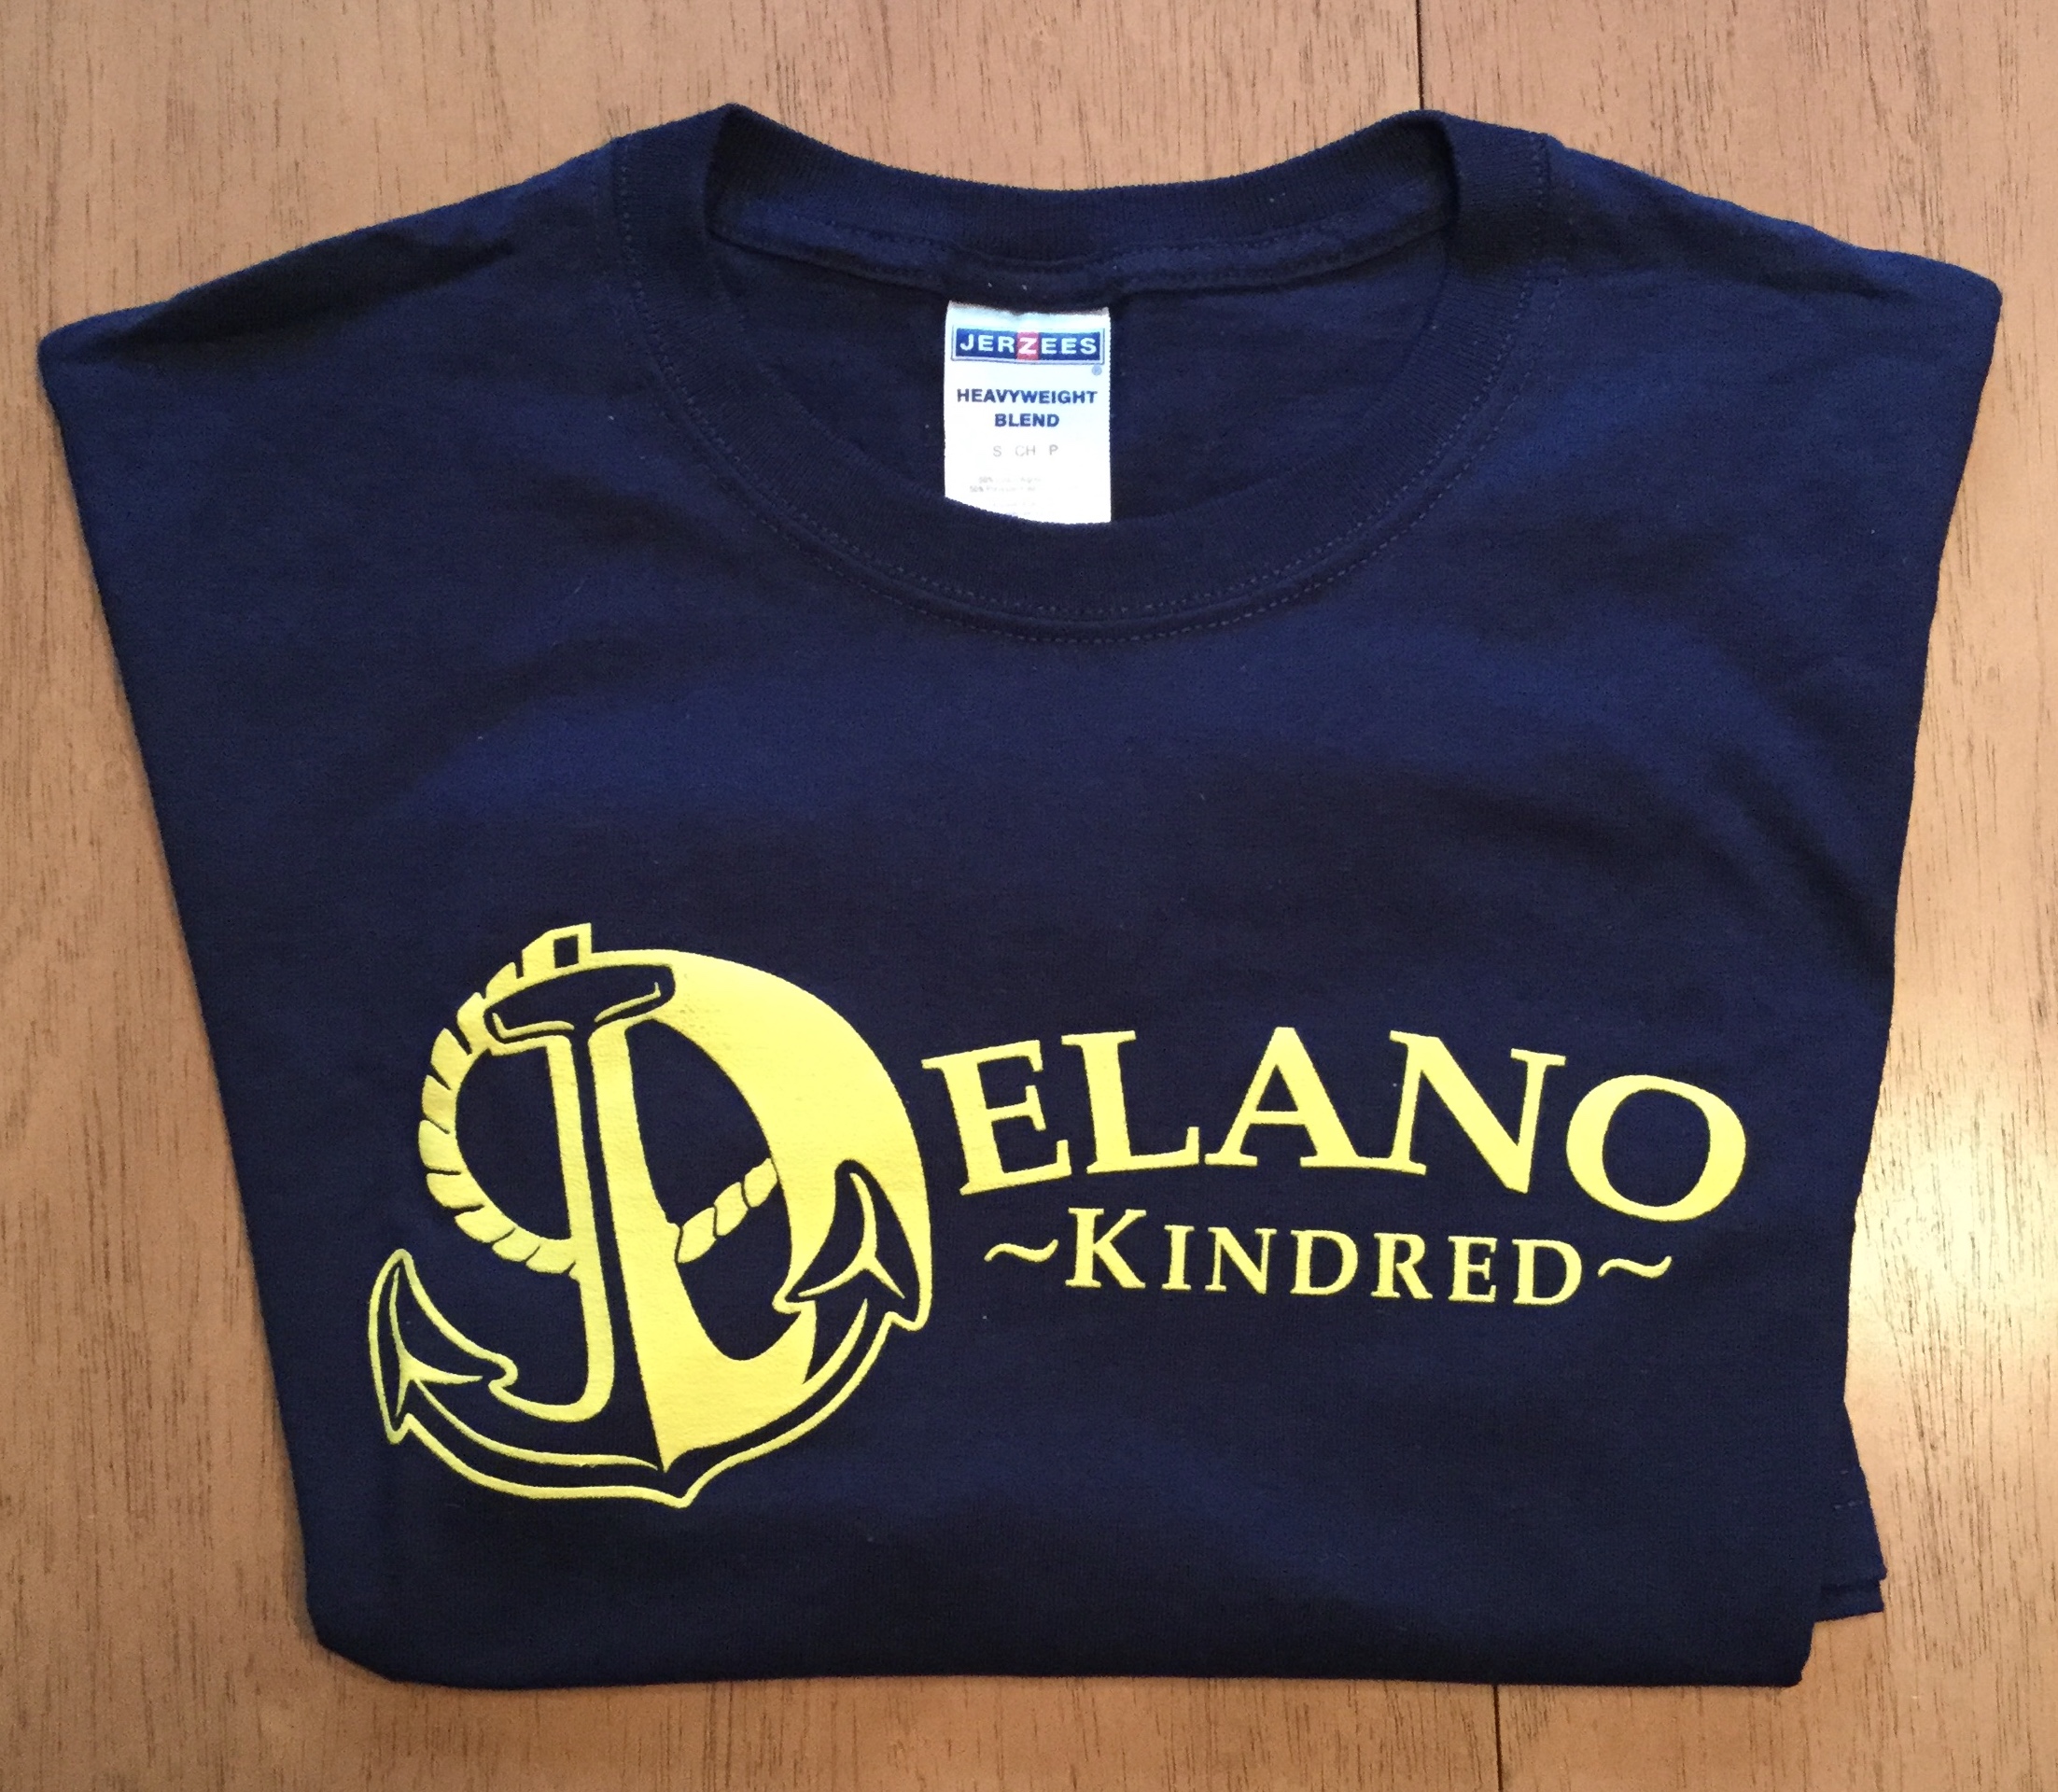 JERZEES
®
HEAVYWEIGHT
BLEND
S CH P
DELANO
~KINDRED~